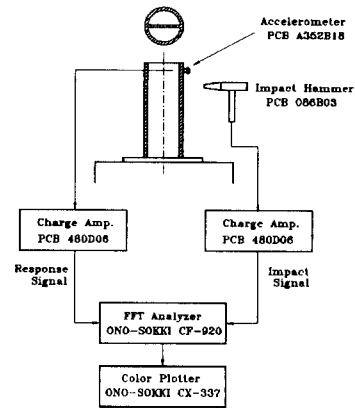 Accelerometer
PCB A352B18
Impact Hammer
PCB 086B03
Charge Amp.
PCB 480D06
Charge Amp.
PCB 480D06
Response
Signal
Impact
Signal
FFT Analyzer
ONO-SOKKI CF-920
Color Plotter
ONO-SOKKI CX-337